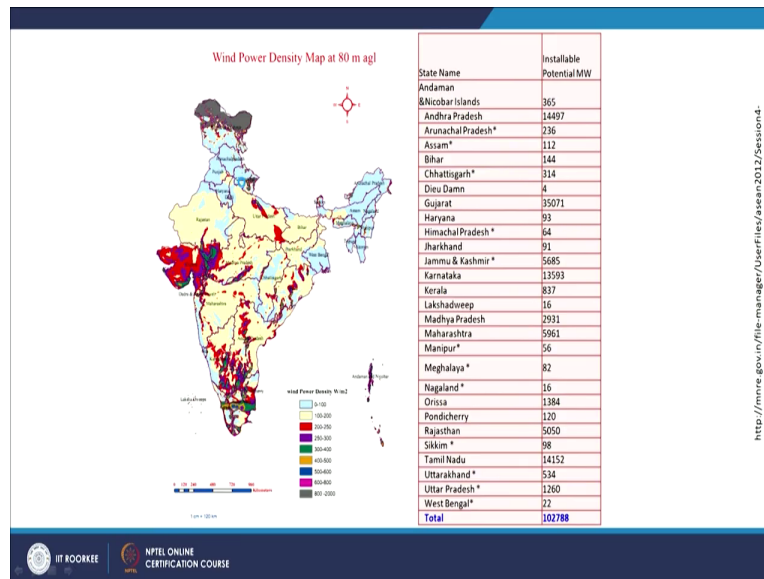 Wind Power Density Map at 80 m agl
State Name
Installable
Potential MW
Andaman
&Nicobar Islands 365
Andhra Pradesh 14497
Arunachal Pradesh* 236
Assam* 112
Bihar 144
Chhattisgarh* 314
Dieu Damn 4
Gujarat 35071
Haryana 93
Himachal Pradesh * 64
Jharkhand 91
Jammu & Kashmir * 5685
Karnataka 13593
Kerala 837
Lakshadweep 16
Madhya Pradesh 2931
Maharashtra 5961
Manipur* 56
Meghalaya * 82
Nagaland * 16
Orissa 1384
Pondicherry 120
Rajasthan 5050
Sikkim * 98
Tamil Nadu 14152
Uttarakhand * 534
Uttar Pradesh * 1260
West Bengal* 22
Total 102788
wind Power Density W/m2
0-100
100-200
200-250
250-300
300-400
400-500
500-600
600-800
800 -2000
Rajasthan
Bihar
Maharashtra
http://mnre.gov.in/file-manager/UserFiles/asean2012/Session4-
IIT ROORKEE
NPTEL ONLINE
CERTIFICATION COURSE